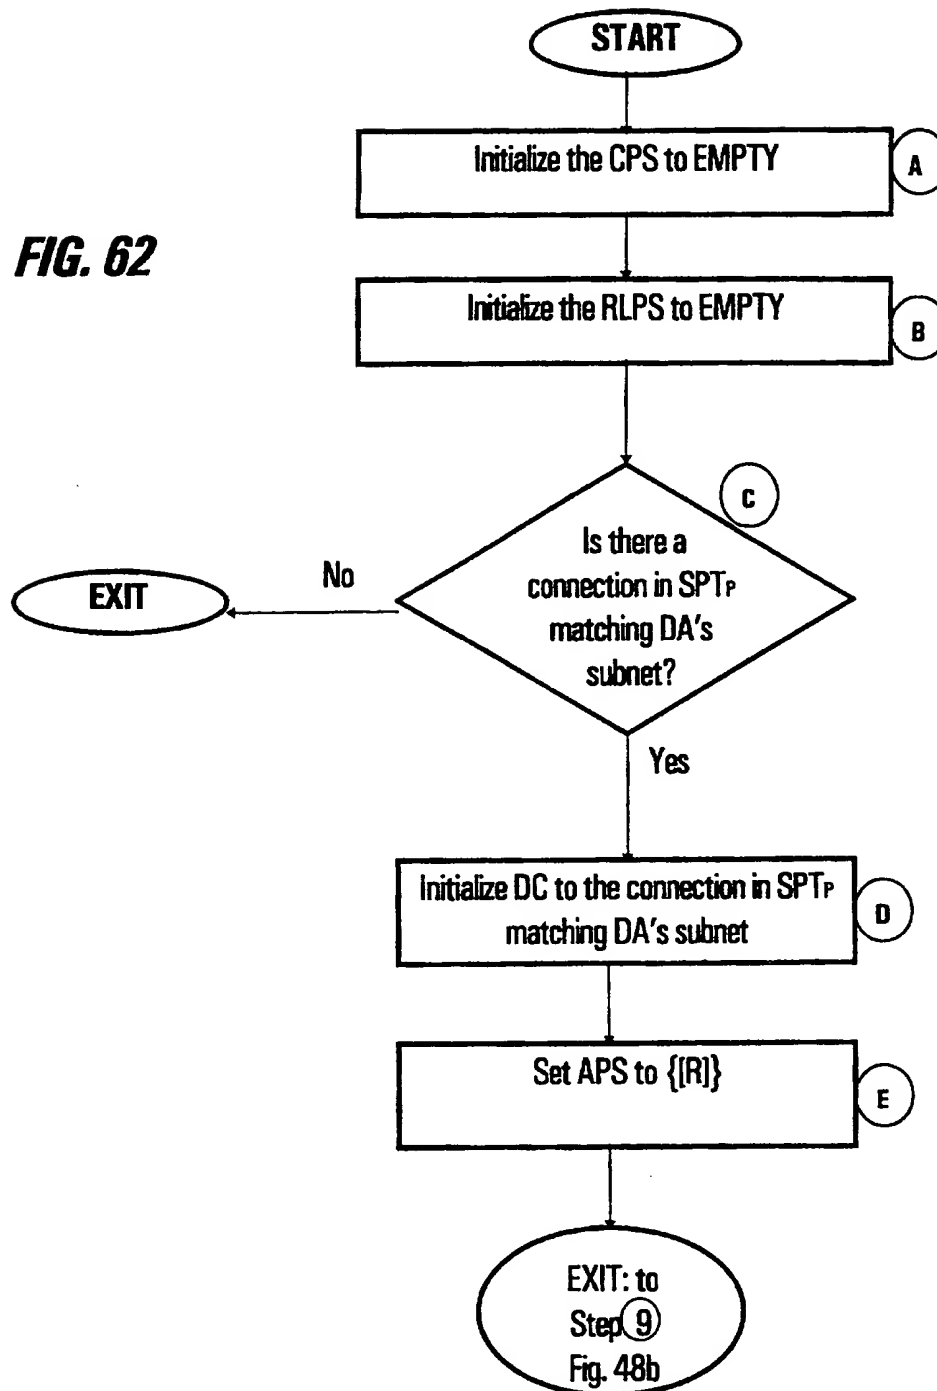 START
Initialize the CPS to EMPTY
A
FIG. 62
Initialize the RLPS to EMPTY
B
C
Is there a
connection in SPTP
matching DA's
subnet?
No
EXIT
Yes
Initialize DC to the connection in SPTP
matching DA's subnet
D
Set APS to {[R]}
E
EXIT: to
Step 9
Fig. 48b